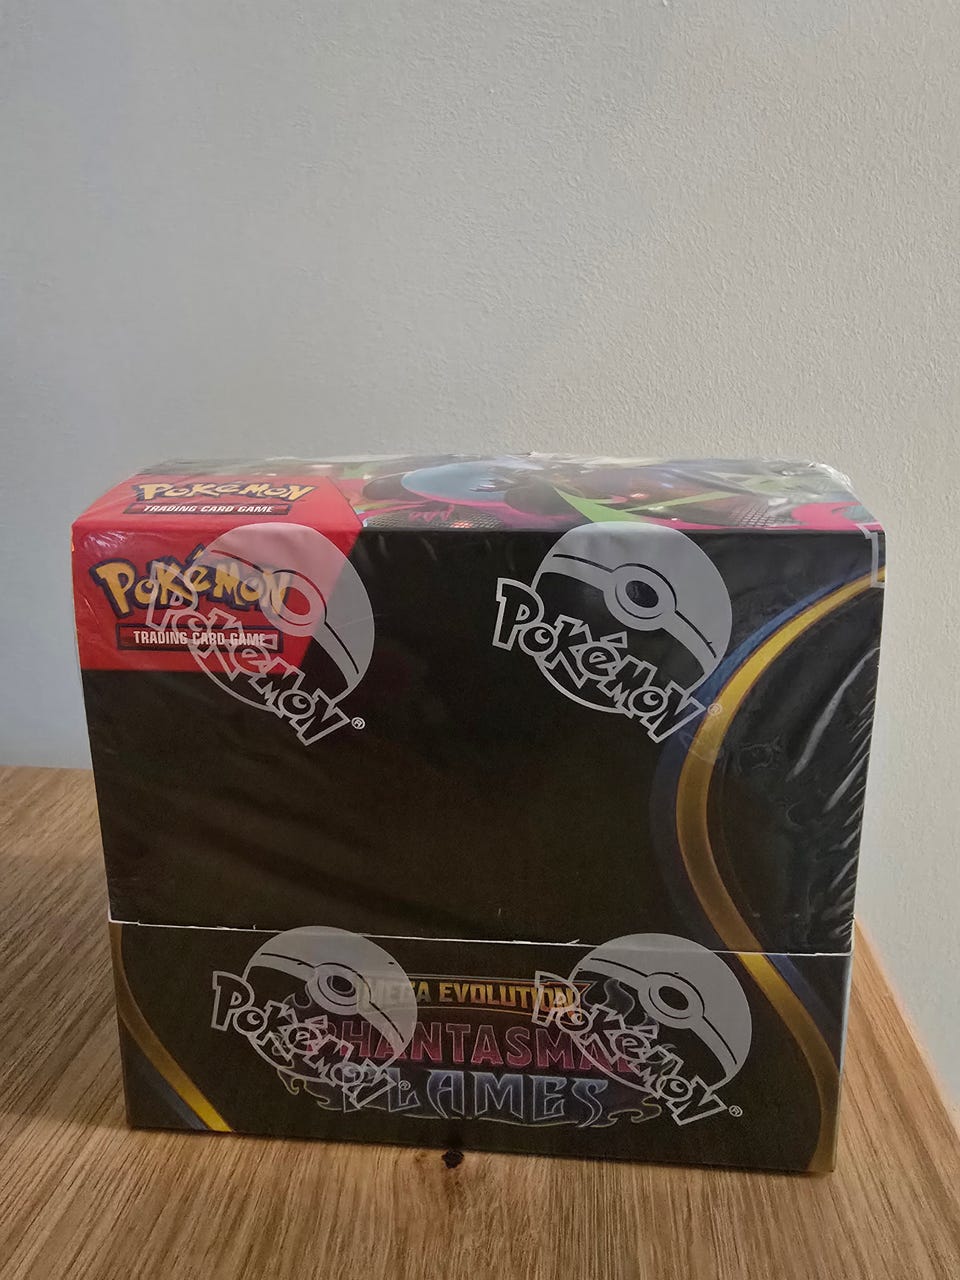 POKéMON
TRADING CARD GAME
POKéMON
TRADING CARD GAME
POKéMON®
POKéMON®
MEGA EVOLUTION
PHANTASMAL
FLAMES
POKéMON®
POKéMON®